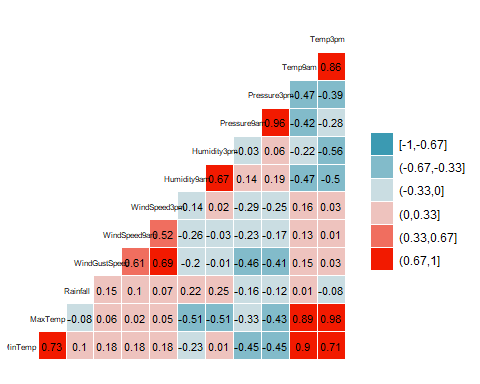 Temp3pm
Temp9am 0.86
Pressure3pm -0.47 -0.39
Pressure9am 0.96 -0.42 -0.28
Humidity3pm -0.03 0.06 -0.22 -0.56
Humidity9am 0.67 0.14 0.19 -0.47 -0.5
WindSpeed3pm -0.14 0.02 -0.29 -0.25 0.16 0.03
WindSpeed9am 0.52 -0.26 -0.03 -0.23 -0.17 0.13 0.01
WindGustSpeed 0.61 0.69 -0.2 -0.01 -0.46 -0.41 0.15 0.03
Rainfall 0.15 0.1 0.07 0.22 0.25 -0.16 -0.12 0.01 -0.08
MaxTemp -0.08 0.06 0.02 0.05 -0.51 -0.51 -0.33 -0.43 0.89 0.98
inTemp 0.73 0.1 0.18 0.18 0.18 -0.23 0.01 -0.45 -0.45 0.9 0.71
[-1,-0.67]
(-0.67,-0.33]
(-0.33,0]
(0,0.33]
(0.33,0.67]
(0.67,1]